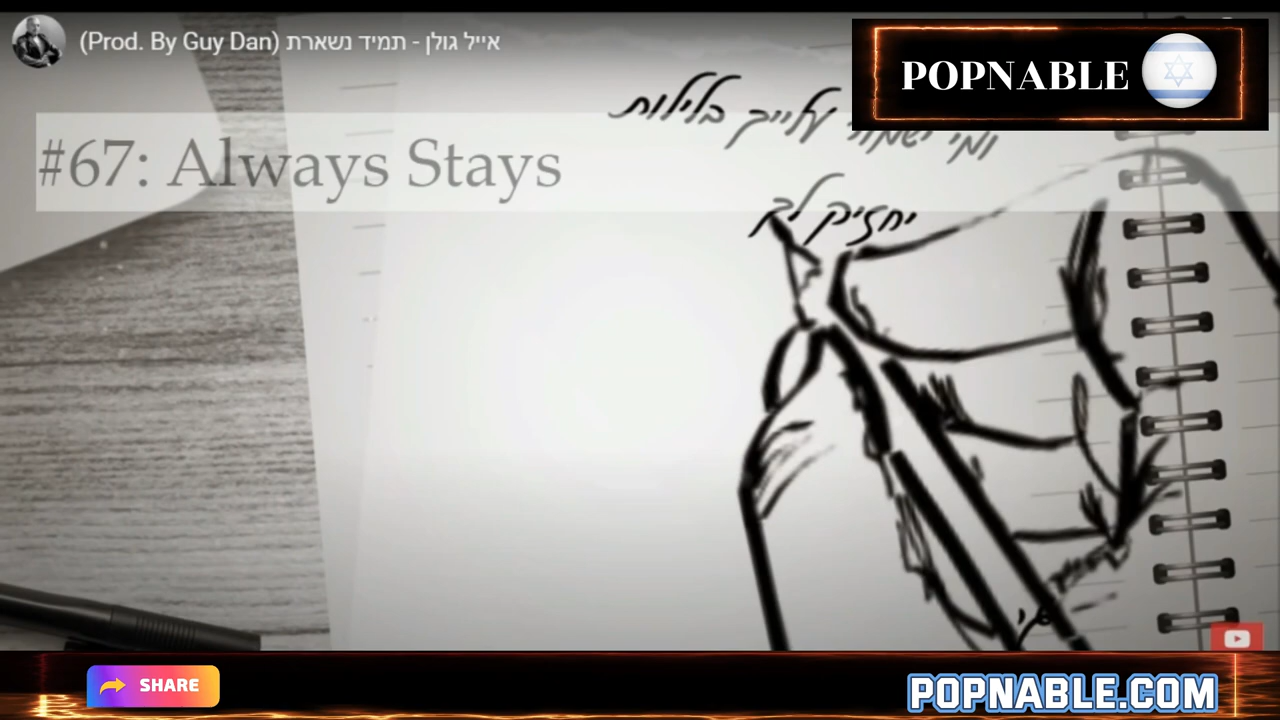 אייל גולן - תמיד נשארת (Prod. By Guy Dan)
POPNABLE
ומי ישמור עלייך בלילות
#67: Always Stays
יחזיק לב
SHARE
POPNABLE.COM